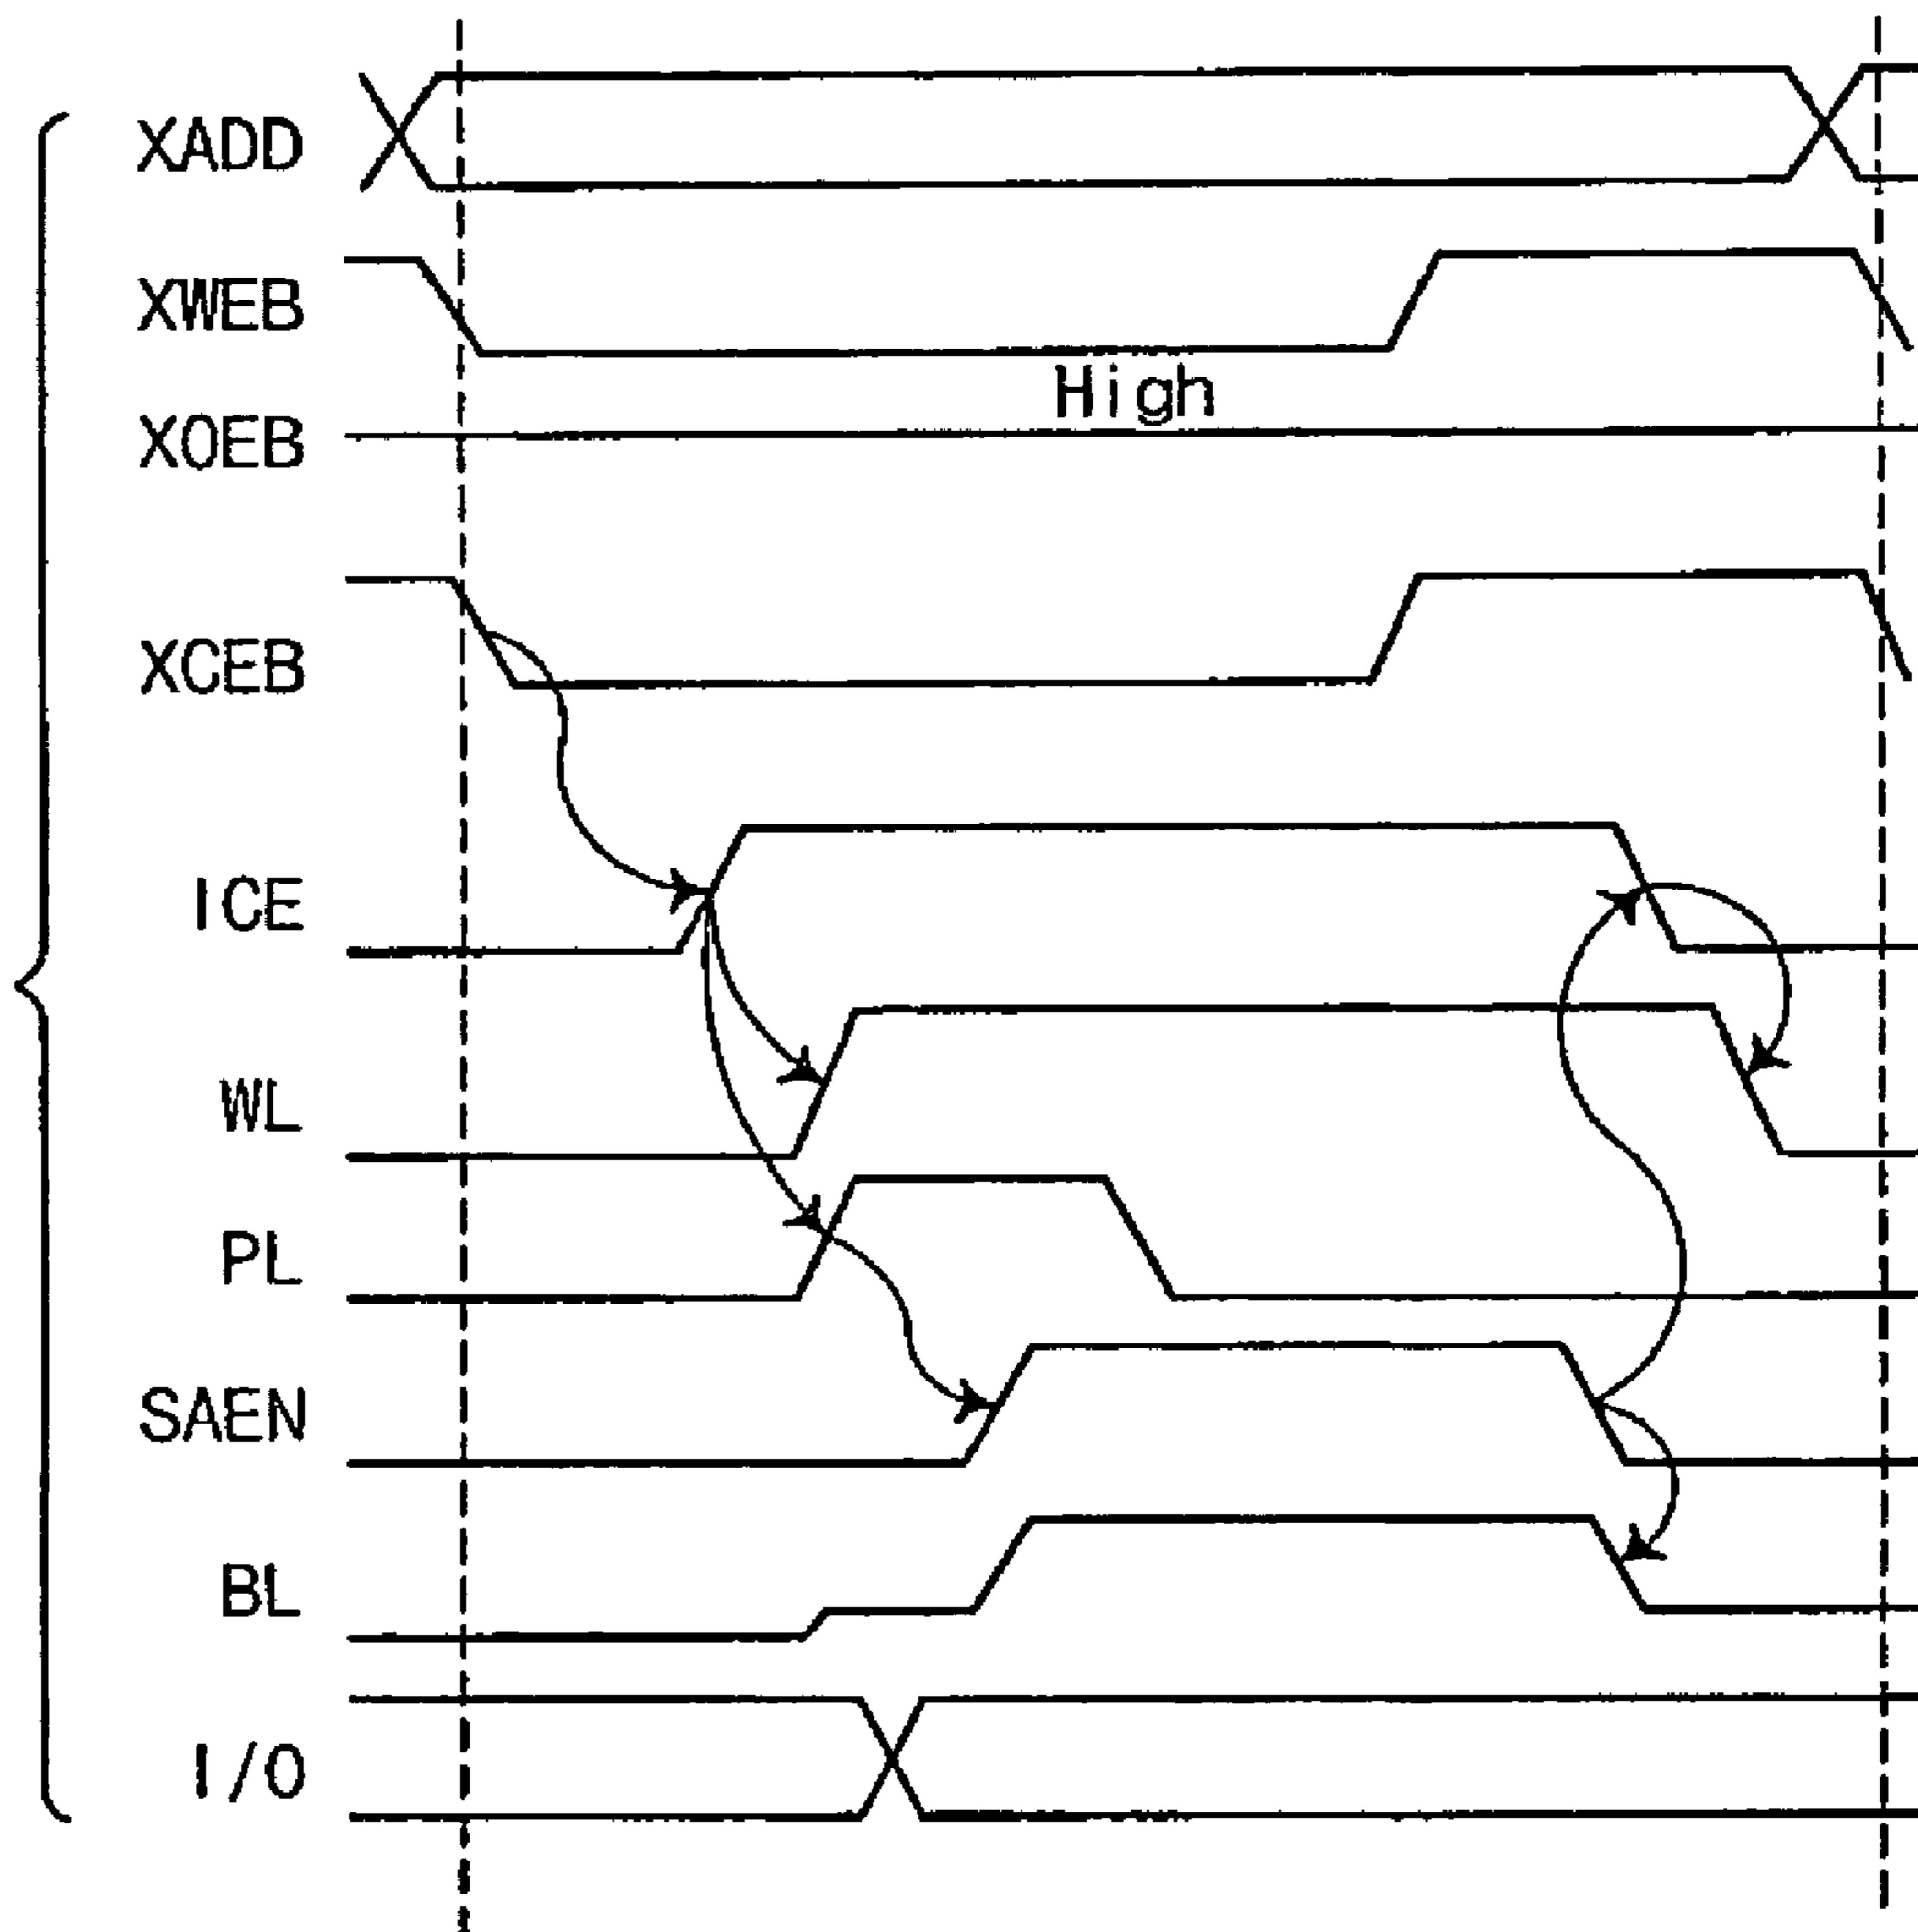 XADD
XWEB
High
XOEB
XCEB
ICE
WL
PL
SAEN
BL
I/O